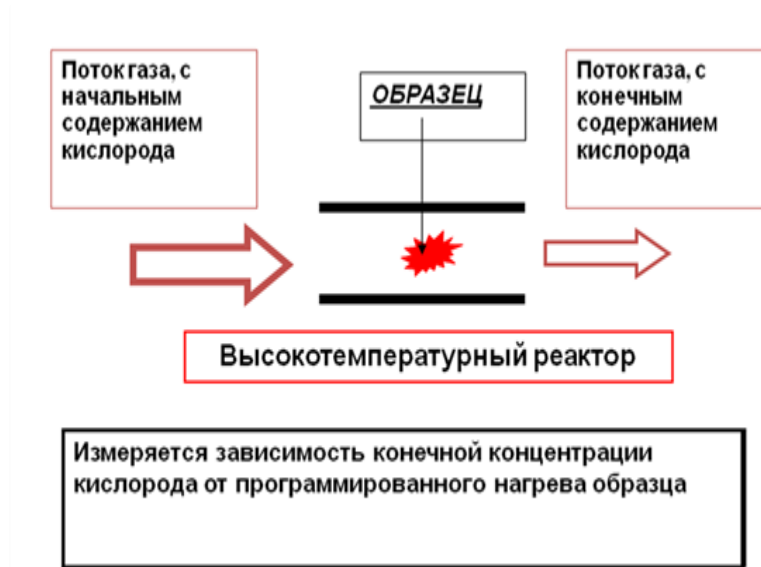 Поток газа, с
начальным
содержанием
кислорода
ОБРАЗЕЦ
Поток газа, с
конечным
содержанием
кислорода
Высокотемпературный реактор
Измеряется зависимость конечной концентрации
кислорода от программированного нагрева образца